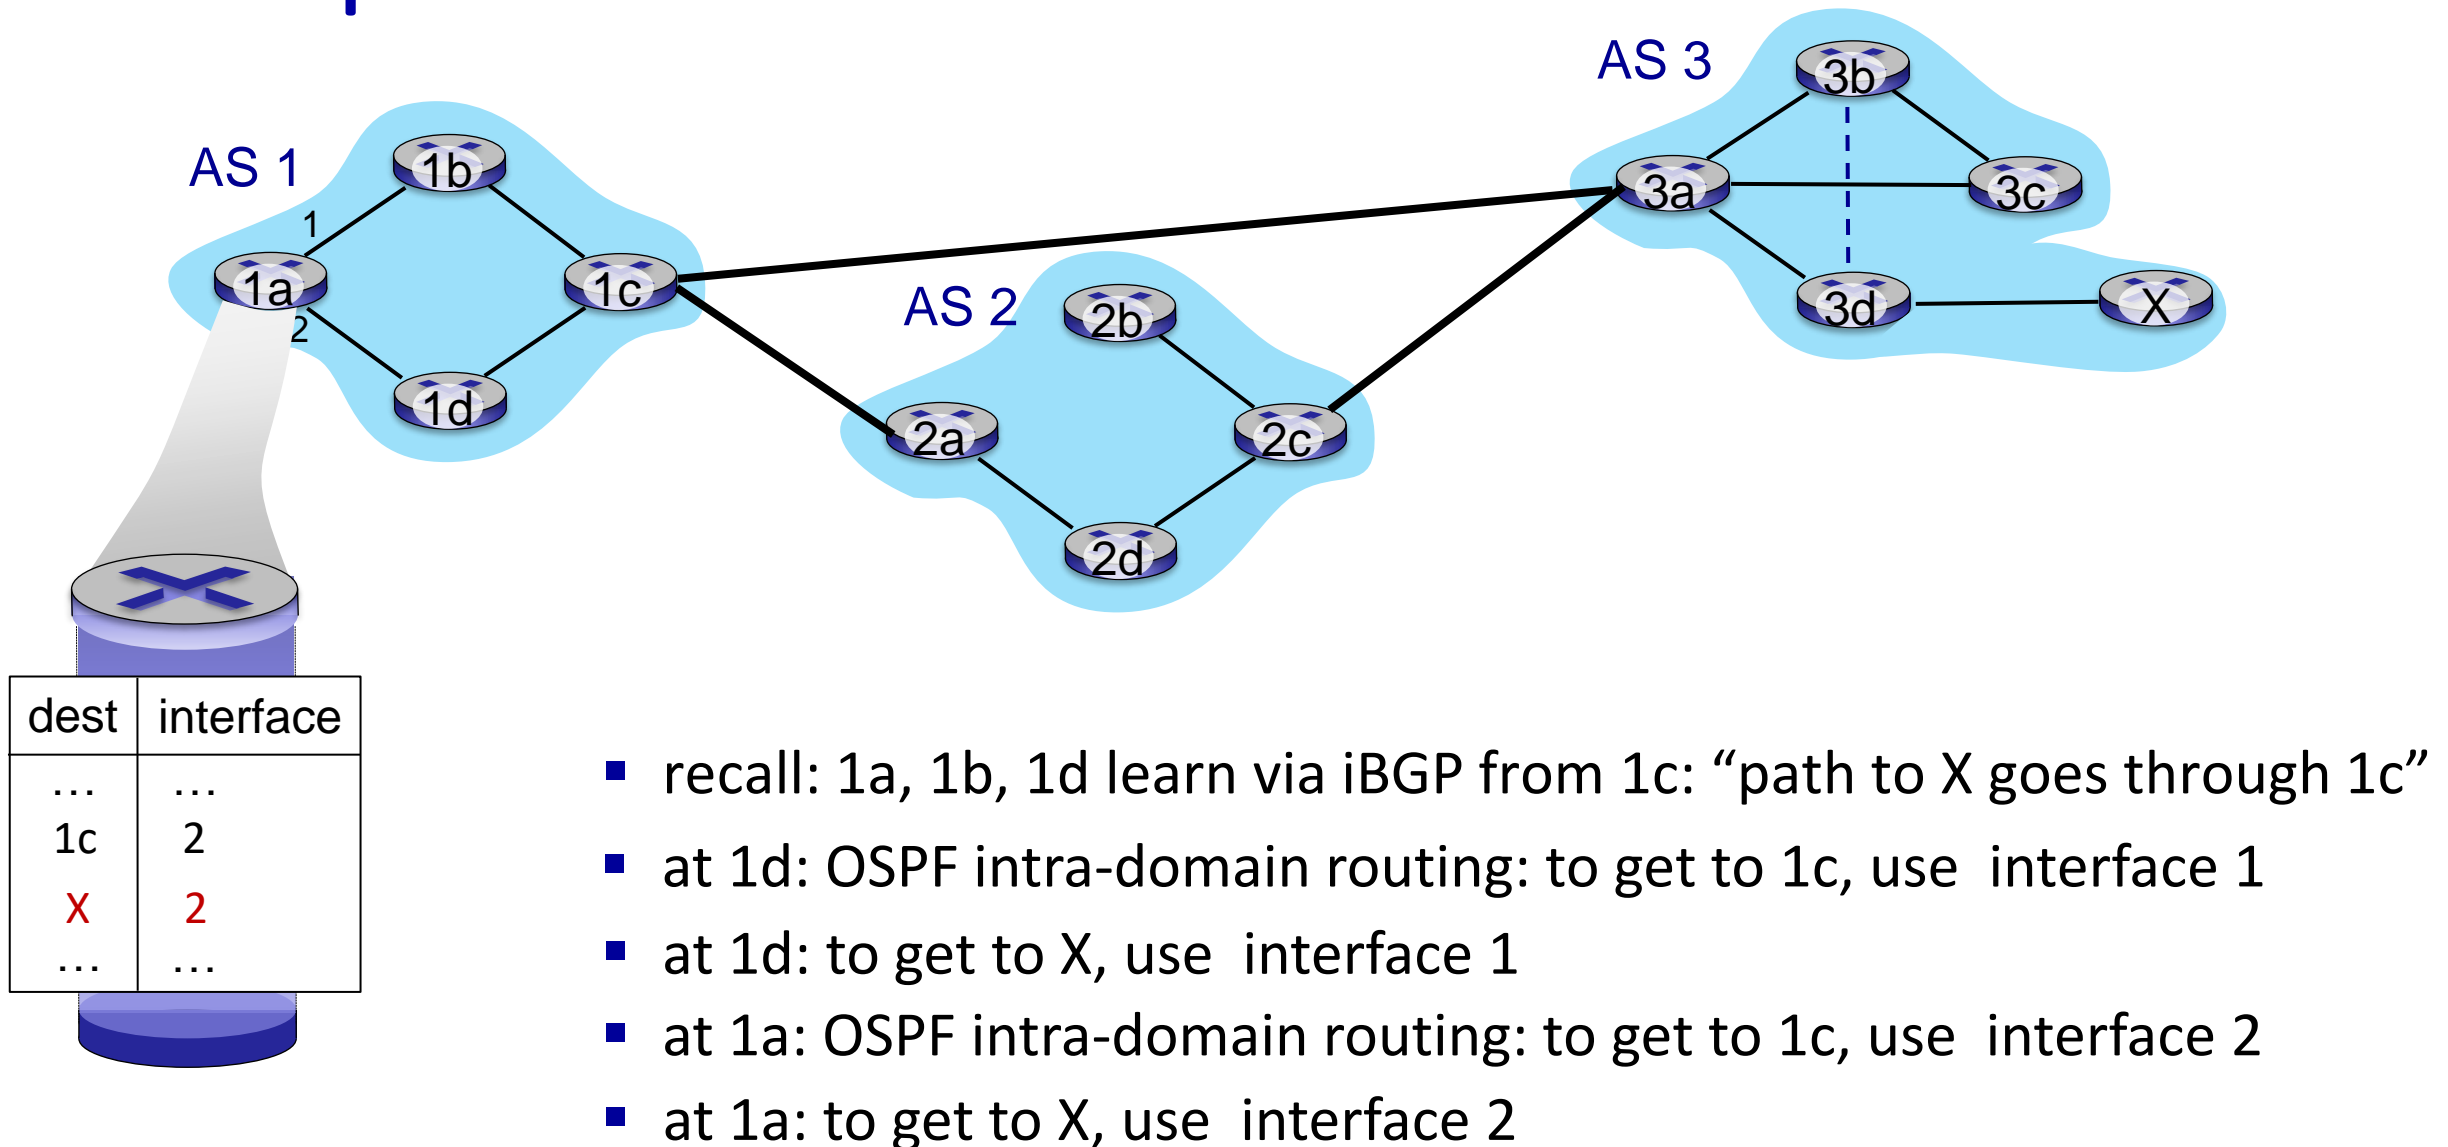 AS 3
3b
AS 1
1b
3a
3c
1
1a
1c
AS 2
2b
3d
X
2
1d
2a
2c
2d
dest interface
... ...
1c 2
X 2
... ...
▪ recall: 1a, 1b, 1d learn via iBGP from 1c: “path to X goes through 1c”
▪ at 1d: OSPF intra-domain routing: to get to 1c, use interface 1
▪ at 1d: to get to X, use interface 1
▪ at 1a: OSPF intra-domain routing: to get to 1c, use interface 2
▪ at 1a: to get to X, use interface 2